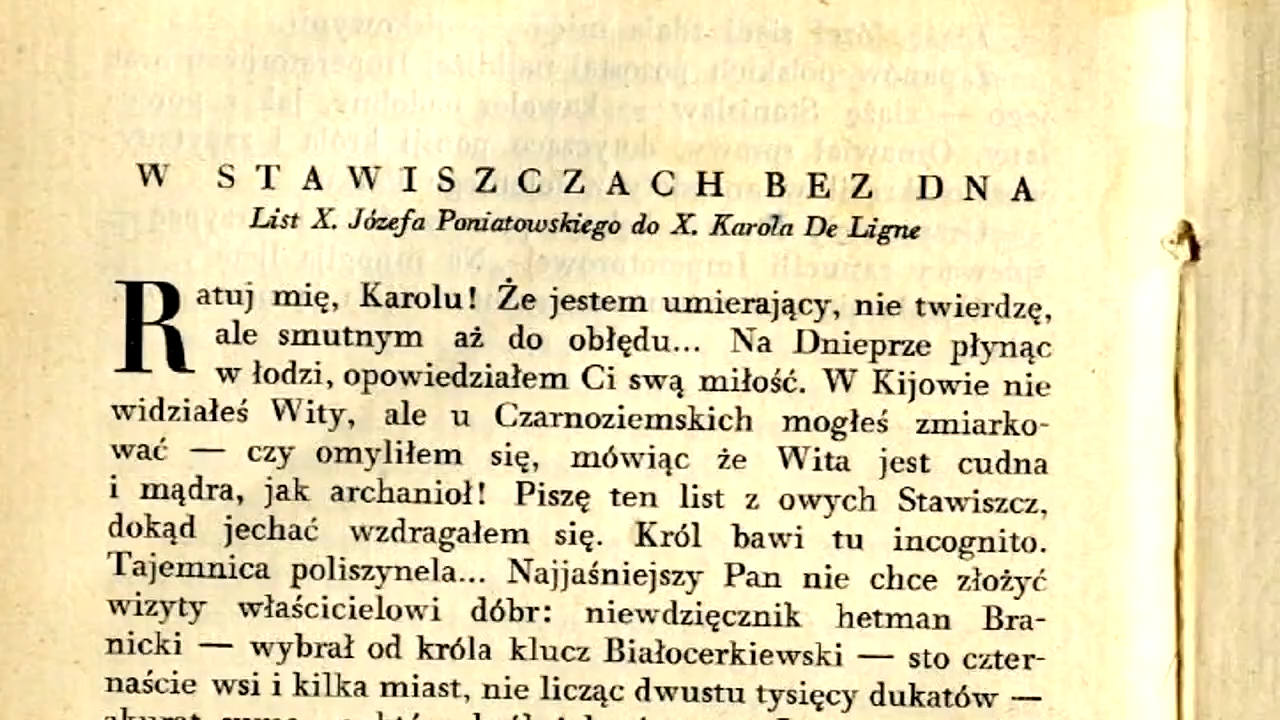 W STAWISZCZACH BEZ DNA
List X. Józefa Poniatowskiego do X. Karola De Ligne
Ratuj mię, Karolu! Że jestem umierający, nie twierdzę,
ale smutnym aż do obłędu... Na Dnieprze płynąc
w łodzi, opowiedziałem Ci swą miłość. W Kijowie nie
widziałeś Wity, ale u Czarnoziemskich mogłeś zmiarko-
wać — czy omyliłem się, mówiąc że Wita jest cudna
i mądra, jak archanioł! Piszę ten list z owych Stawiszcz,
dokąd jechać wzdragałem się. Król bawi tu incognito.
Tajemnica poliszynela... Najjaśniejszy Pan nie chce złożyć
wizyty właścicielowi dóbr: niewdzięcznik hetman Bra-
nicki — wybrał od króla klucz Białocerkiewski — sto czter-
naście wsi i kilka miast, nie licząc dwustu tysięcy dukatów —